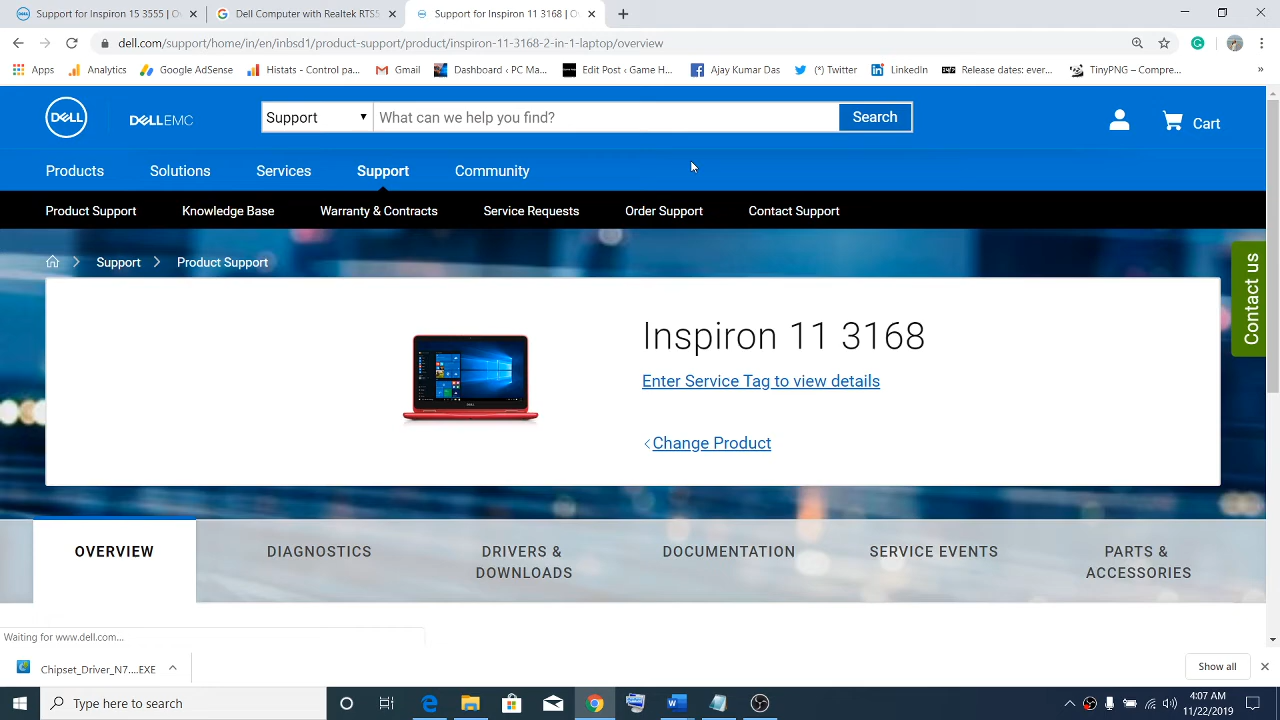 Support for Inspiron 15 3555 | O
Dell Computer with Realtek RTS5
Support for Inspiron 11 3168 | O
dell.com/support/home/in/en/inbsd1/product-support/product/inspiron-11-3168-2-in-1-laptop/overview
Apps
Analytics
Google AdSense
Histats - Control pa...
Gmail
Dashboard ‹ PC Ma...
Edit Post ‹ Game H...
Ajay Kumar Das
(*) Twitter
LinkedIn
Release dates: ever...
TinyPNG – Compre...
»
DELL
DELLEMC
Support
What can we help you find?
Search
Cart
Products
Solutions
Services
Support
Community
Product Support
Knowledge Base
Warranty & Contracts
Service Requests
Order Support
Contact Support
Support
Product Support
Contact us
Inspiron 11 3168
Enter Service Tag to view details
Change Product
OVERVIEW
DIAGNOSTICS
DRIVERS &
DOWNLOADS
DOCUMENTATION
SERVICE EVENTS
PARTS &
ACCESSORIES
Waiting for www.dell.com...
Chipset_Driver_N7....EXE
Show all
Type here to search
4:07 AM
11/22/2019